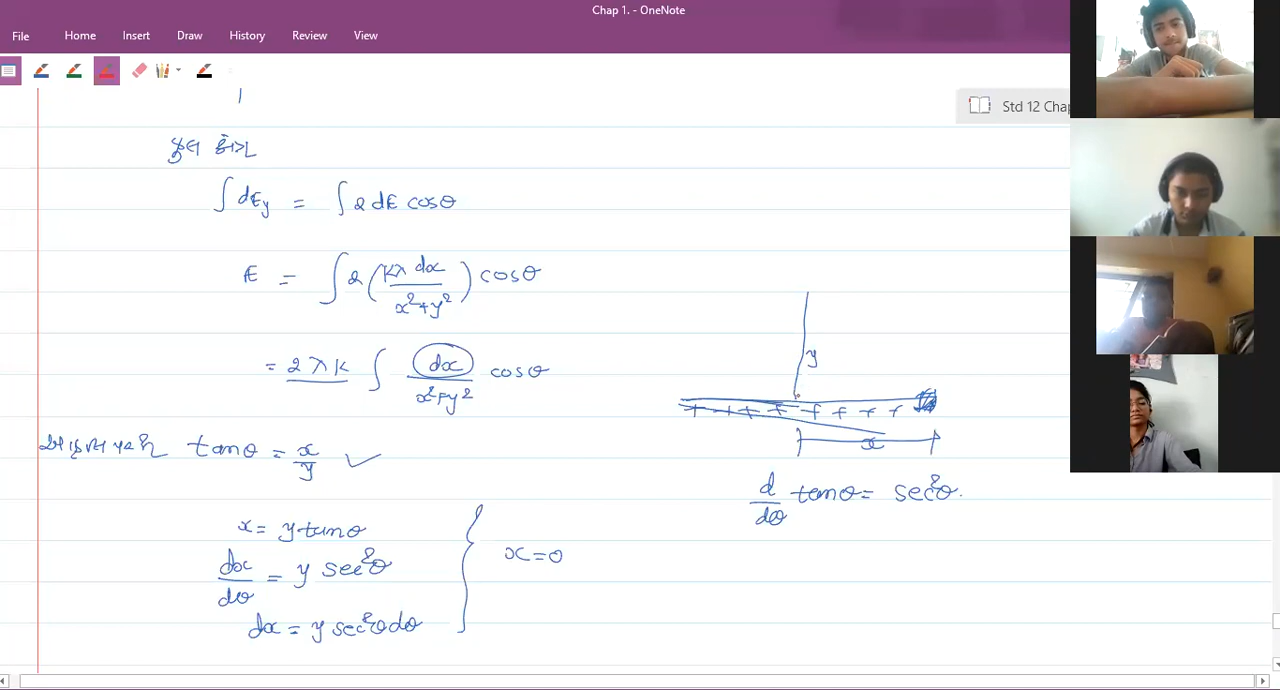 Chap 1. - OneNote
File Home Insert Draw History Review View
Std 12 Chap
કુલ
∫ dEy = ∫ 2 dE cosθ
E = ∫ 2 (Kλ dx / x²+y²) cosθ
= 2λK ∫ dx / x²+y² cosθ
y
+ + + + + + + +
x
tanθ = x/y ✓
d/dθ tanθ = sec²θ.
x = y tanθ
dx/dθ = y sec²θ
x = 0
dx = y sec²θ dθ